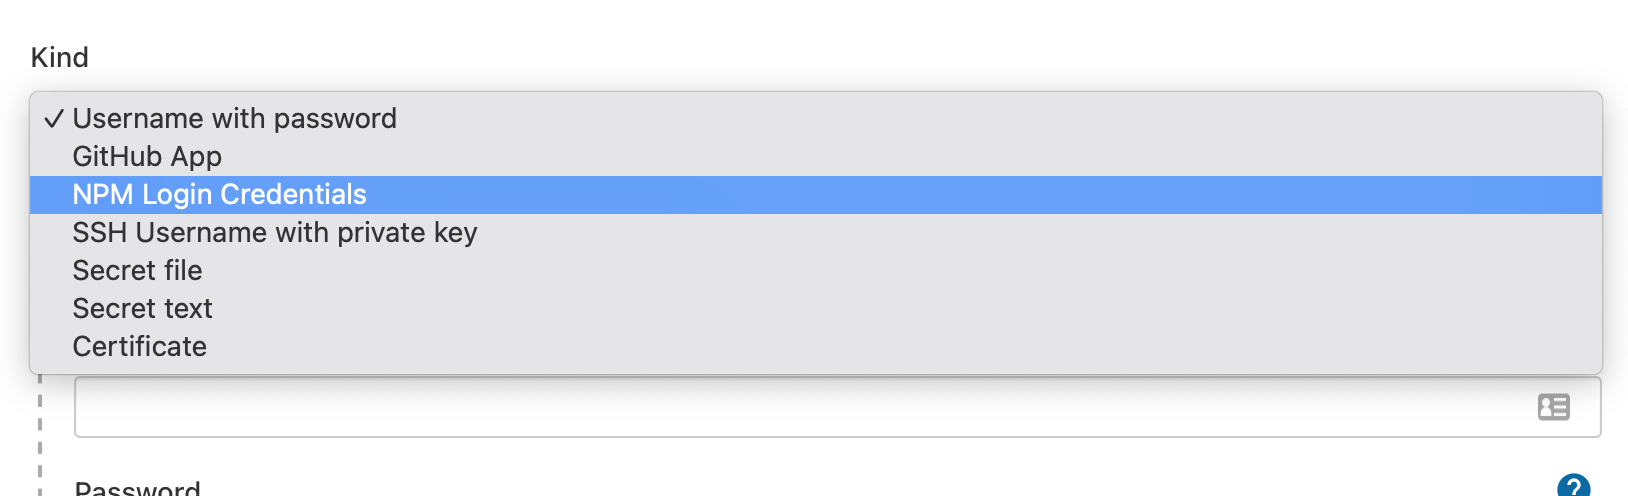 Kind
✓ Username with password
GitHub App
NPM Login Credentials
SSH Username with private key
Secret file
Secret text
Certificate
Password
?